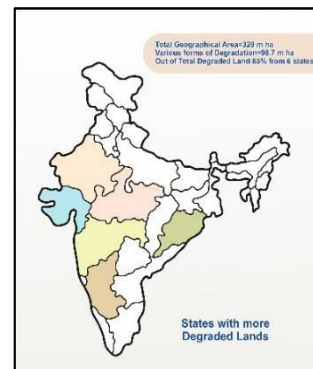 Total Geographical Area=329 m ha
Various forms of Degradation=96.7 m ha
Out of Total Degraded Land 65% from 6 states
States with more
Degraded Lands